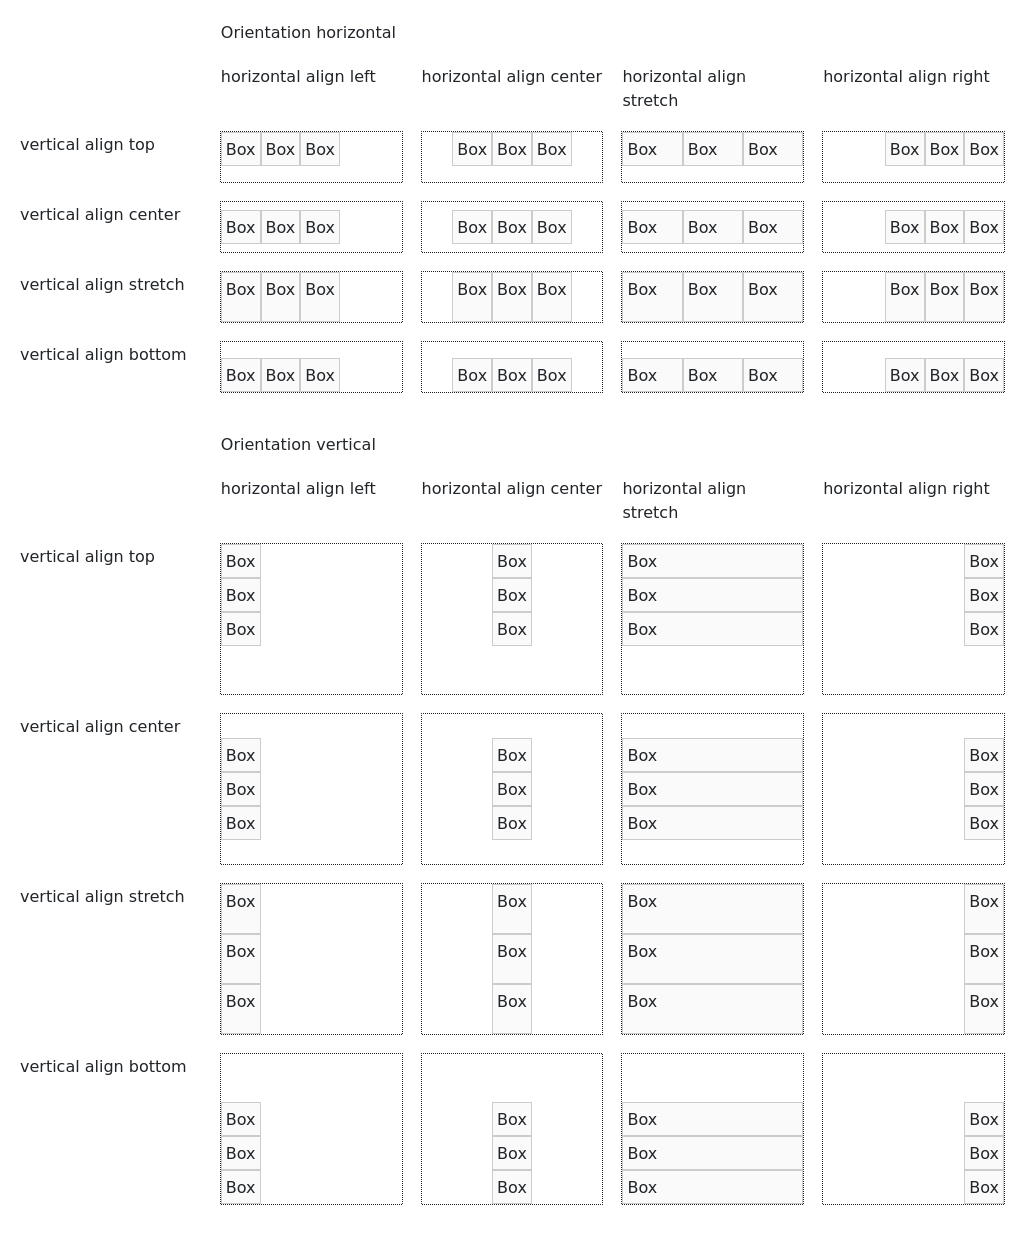 Orientation horizontal
horizontal align left horizontal align center horizontal align right
horizontal align
stretch
vertical align top Box Box Box Box Box Box Box Box Box Box Box Box
vertical align center Box Box Box Box Box Box Box Box Box Box Box Box
vertical align stretch Box Box Box Box Box Box Box Box Box Box Box Box
vertical align bottom Box Box Box Box Box Box Box Box Box Box Box Box
Orientation vertical
horizontal align left horizontal align center horizontal align right
horizontal align
stretch
vertical align top Box Box Box Box
Box Box Box Box
Box Box Box Box
vertical align center
Box Box Box Box
Box Box Box Box
Box Box Box Box
vertical align stretch Box Box Box Box
Box Box Box Box
Box Box Box Box
vertical align bottom
Box Box Box Box
Box Box Box Box
Box Box Box Box